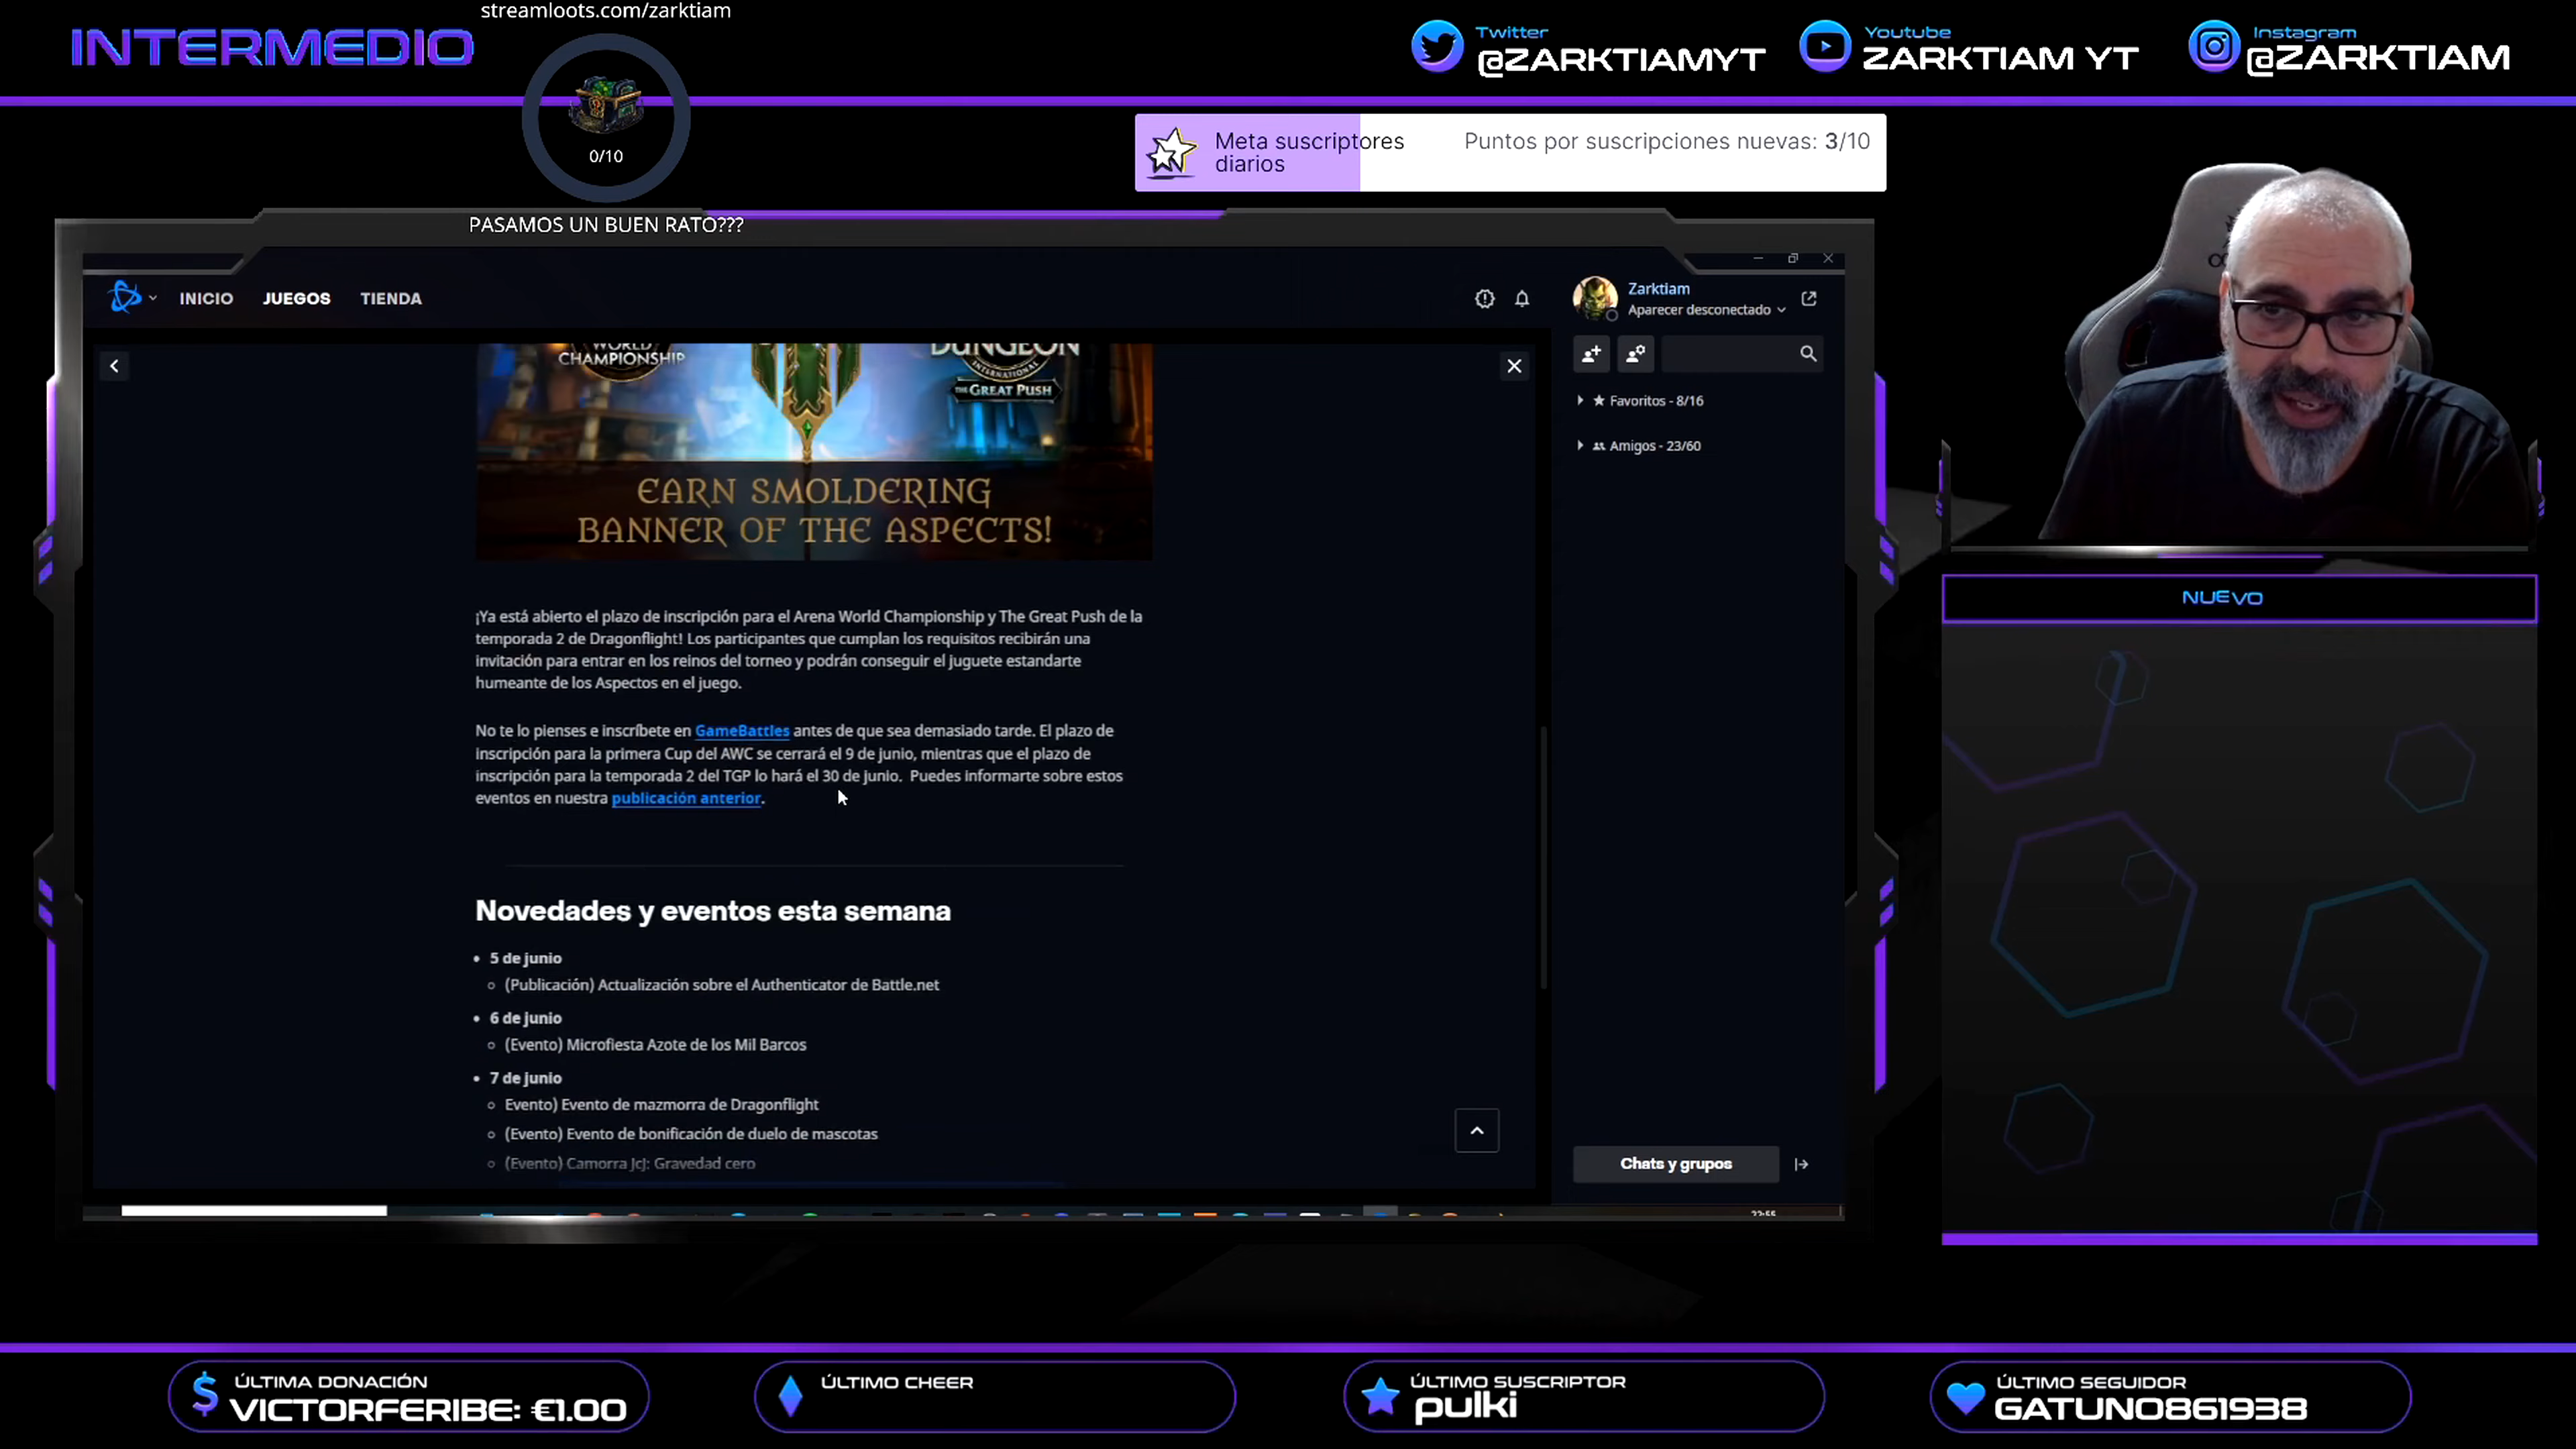 streamloots.com/zarktiam
INTERMEDIO
Twitter
@ZARKTIAMYT
Youtube
ZARKTIAM YT
Instagram
@ZARKTIAM
0/10
Meta suscriptores
diarios
Puntos por suscripciones nuevas: 3/10
PASAMOS UN BUEN RATO???
INICIO
JUEGOS
TIENDA
Zarktiam
Aparecer desconectado
Favoritos - 8/16
Amigos - 23/60
WORLD
CHAMPIONSHIP
DUNGEON
INTERNATIONAL
THE GREAT PUSH
EARN SMOLDERING
BANNER OF THE ASPECTS!
¡Ya está abierto el plazo de inscripción para el Arena World Championship y The Great Push de la
temporada 2 de Dragonflight! Los participantes que cumplan los requisitos recibirán una
invitación para entrar en los reinos del torneo y podrán conseguir el juguete estandarte
humeante de los Aspectos en el juego.
No te lo pienses e inscríbete en GameBattles antes de que sea demasiado tarde. El plazo de
inscripción para la primera Cup del AWC se cerrará el 9 de junio, mientras que el plazo de
inscripción para la temporada 2 del TGP lo hará el 30 de junio. Puedes informarte sobre estos
eventos en nuestra publicación anterior.
Novedades y eventos esta semana
• 5 de junio
○ (Publicación) Actualización sobre el Authenticator de Battle.net
• 6 de junio
○ (Evento) Microfiesta Azote de los Mil Barcos
• 7 de junio
○ Evento) Evento de mazmorra de Dragonflight
○ (Evento) Evento de bonificación de duelo de mascotas
○ (Evento) Camorra JcJ: Gravedad cero
Chats y grupos
22:55
NUEVO
ÚLTIMA DONACIÓN
VICTORFERIBE: €1.00
ÚLTIMO CHEER
ÚLTIMO SUSCRIPTOR
pulki
ÚLTIMO SEGUIDOR
GATUNO861938